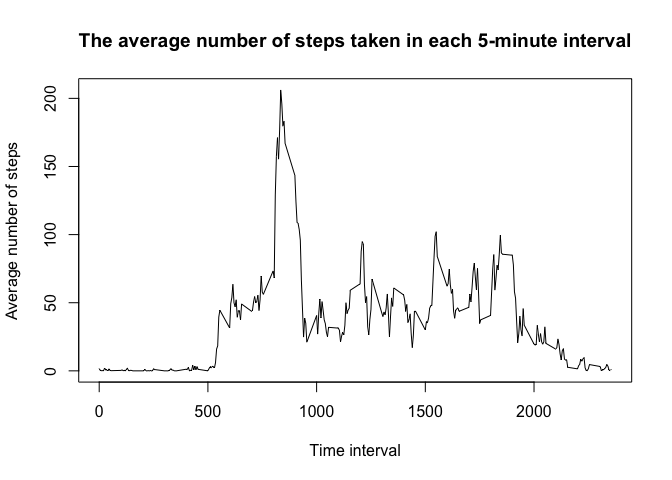 The average number of steps taken in each 5-minute interval
Average number of steps
200
150
100
50
0
0 500 1000 1500 2000
Time interval